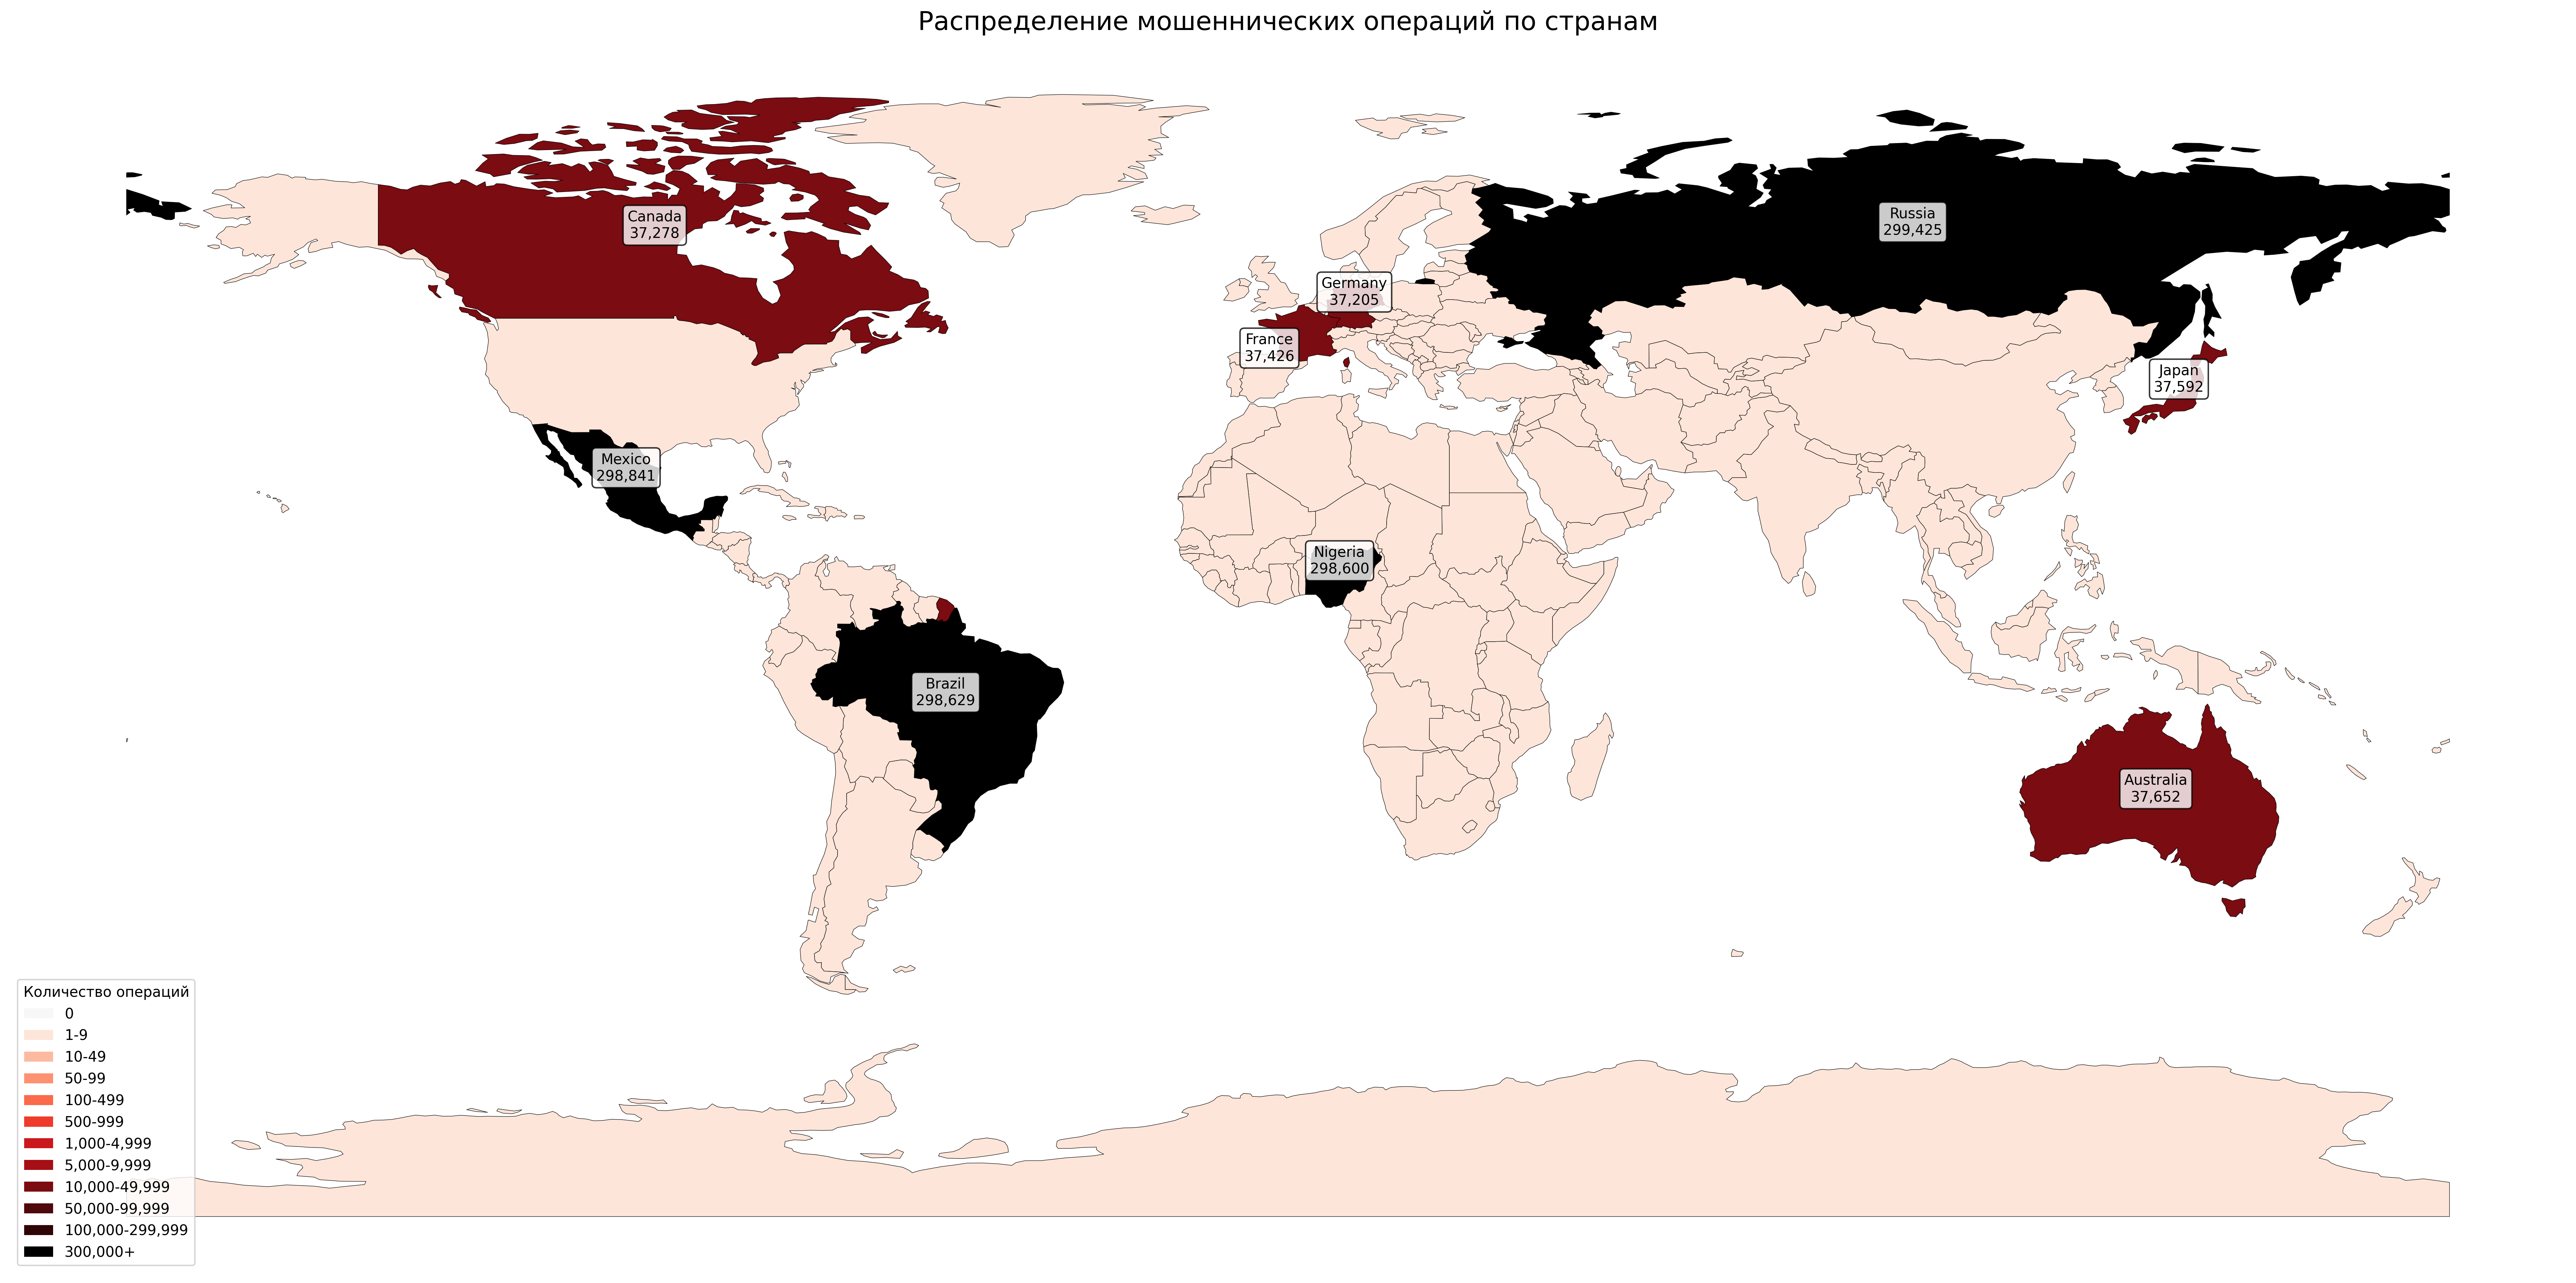 Распределение мошеннических операций по странам
Canada
37,278
Russia
299,425
Germany
37,205
France
37,426
Japan
37,592
Mexico
298,841
Nigeria
298,600
Brazil
298,629
Australia
37,652
Количество операций
0
1-9
10-49
50-99
100-499
500-999
1,000-4,999
5,000-9,999
10,000-49,999
50,000-99,999
100,000-299,999
300,000+